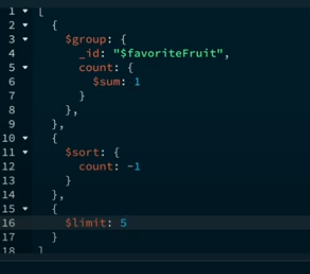 1 [
2 {
3 $group: {
4 _id: "$favoriteFruit",
5 count: {
6 $sum: 1
7 }
8 },
9 },
10 {
11 $sort: {
12 count: -1
13 }
14 },
15 {
16 $limit: 5
17 }
18 ]